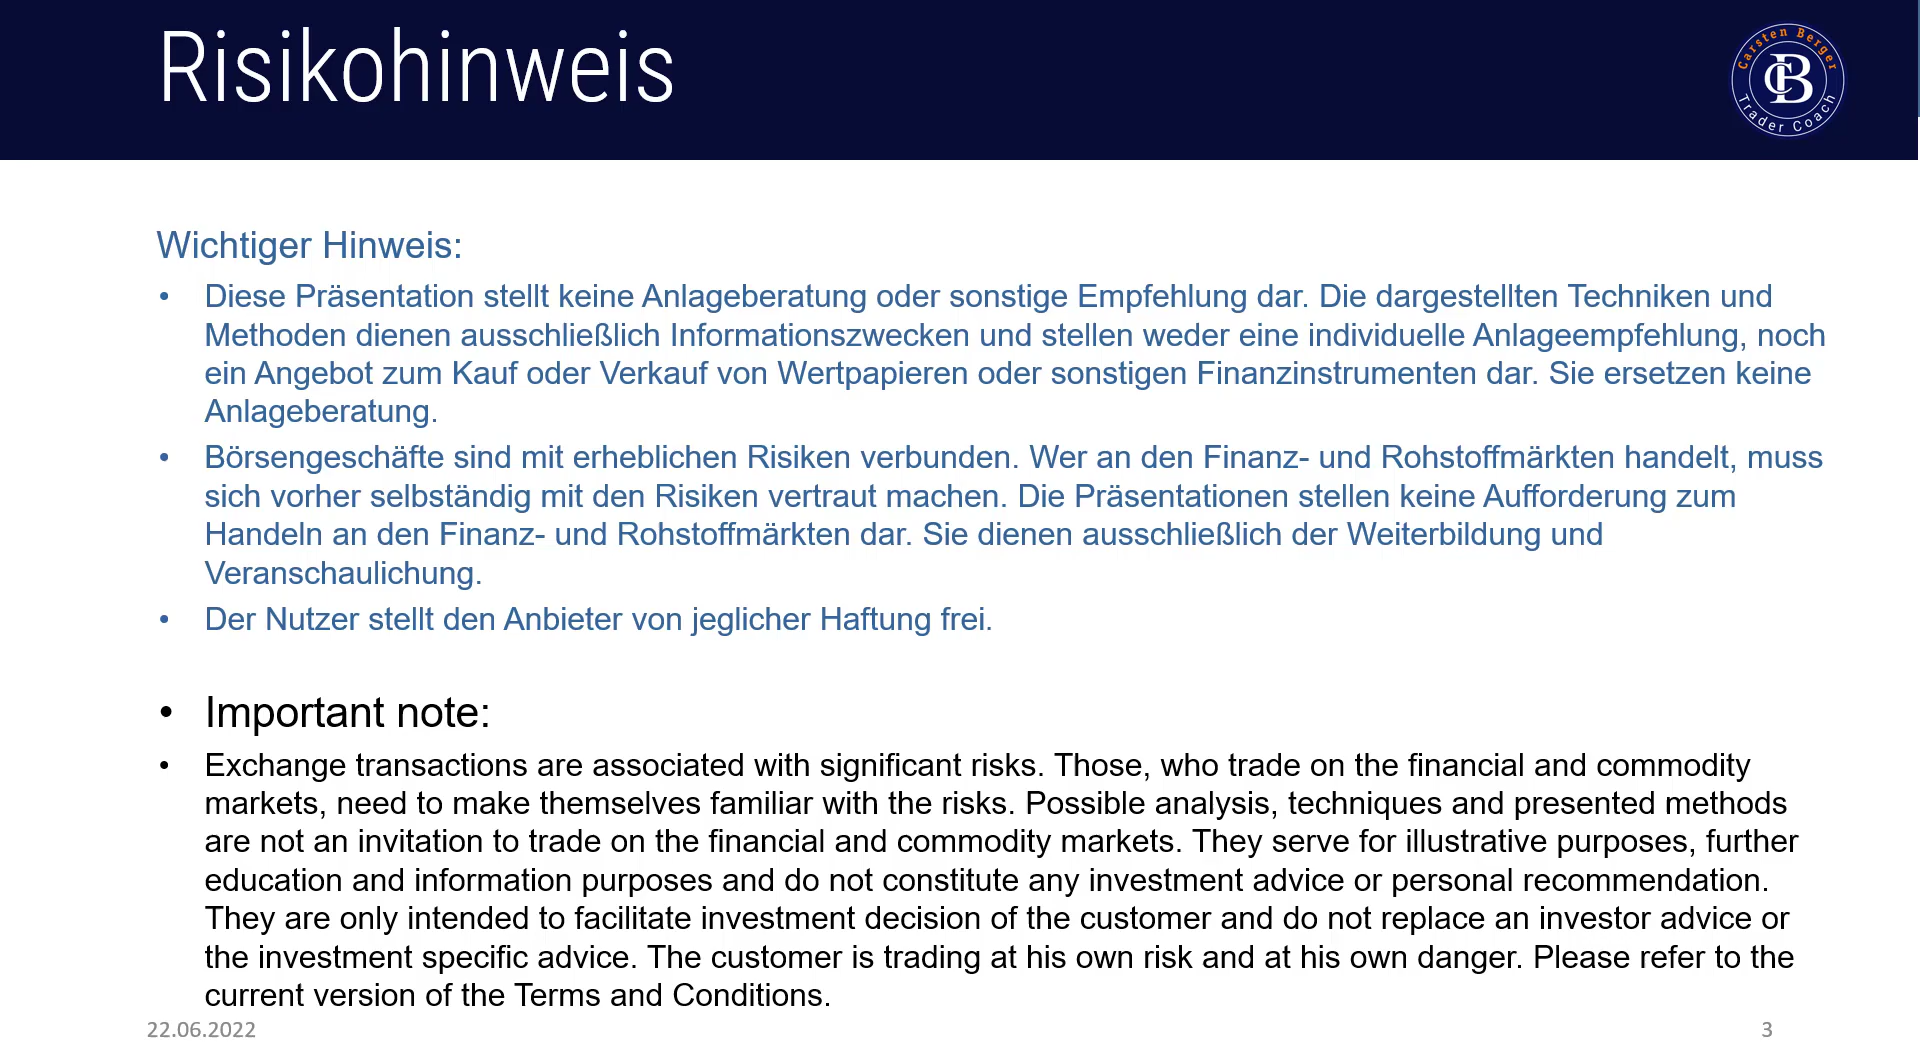 Risikohinweis
Carsten Berger
CB
Trader Coach
Wichtiger Hinweis:
• Diese Präsentation stellt keine Anlageberatung oder sonstige Empfehlung dar. Die dargestellten Techniken und
Methoden dienen ausschließlich Informationszwecken und stellen weder eine individuelle Anlageempfehlung, noch
ein Angebot zum Kauf oder Verkauf von Wertpapieren oder sonstigen Finanzinstrumenten dar. Sie ersetzen keine
Anlageberatung.
• Börsengeschäfte sind mit erheblichen Risiken verbunden. Wer an den Finanz- und Rohstoffmärkten handelt, muss
sich vorher selbständig mit den Risiken vertraut machen. Die Präsentationen stellen keine Aufforderung zum
Handeln an den Finanz- und Rohstoffmärkten dar. Sie dienen ausschließlich der Weiterbildung und
Veranschaulichung.
• Der Nutzer stellt den Anbieter von jeglicher Haftung frei.
• Important note:
• Exchange transactions are associated with significant risks. Those, who trade on the financial and commodity
markets, need to make themselves familiar with the risks. Possible analysis, techniques and presented methods
are not an invitation to trade on the financial and commodity markets. They serve for illustrative purposes, further
education and information purposes and do not constitute any investment advice or personal recommendation.
They are only intended to facilitate investment decision of the customer and do not replace an investor advice or
the investment specific advice. The customer is trading at his own risk and at his own danger. Please refer to the
current version of the Terms and Conditions.
22.06.2022
3